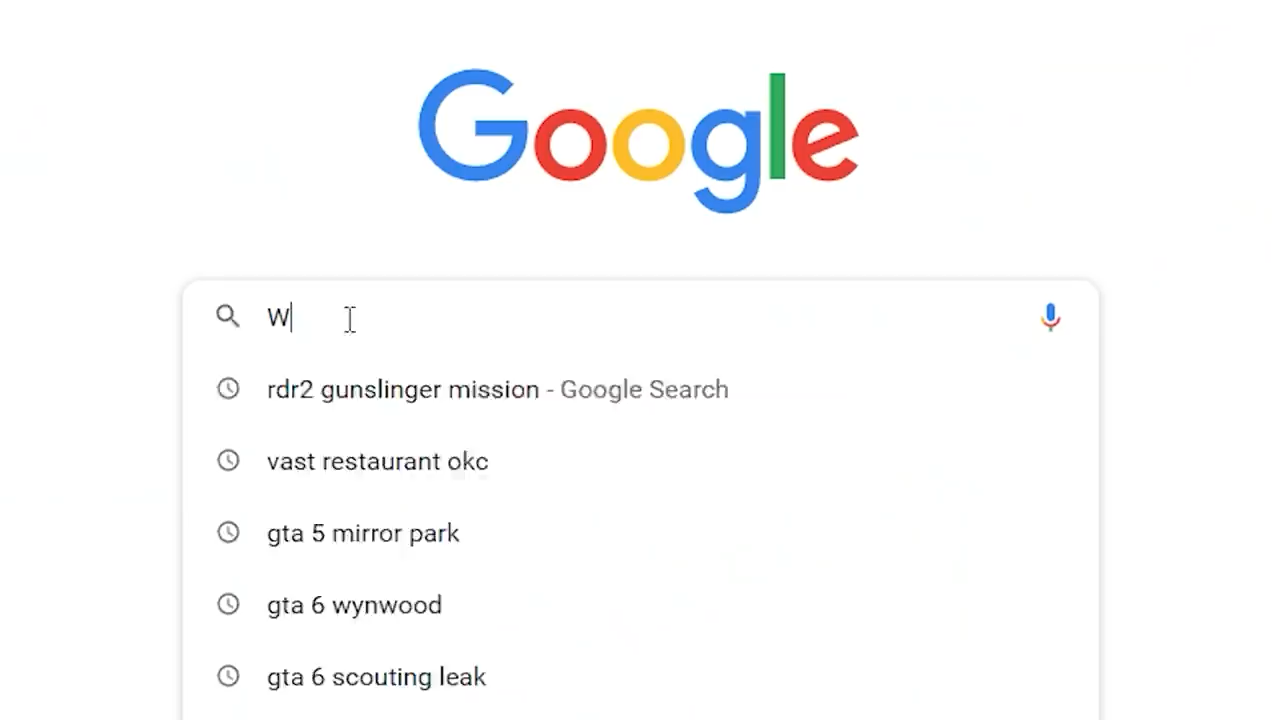 Google
W
rdr2 gunslinger mission - Google Search
vast restaurant okc
gta 5 mirror park
gta 6 wynwood
gta 6 scouting leak